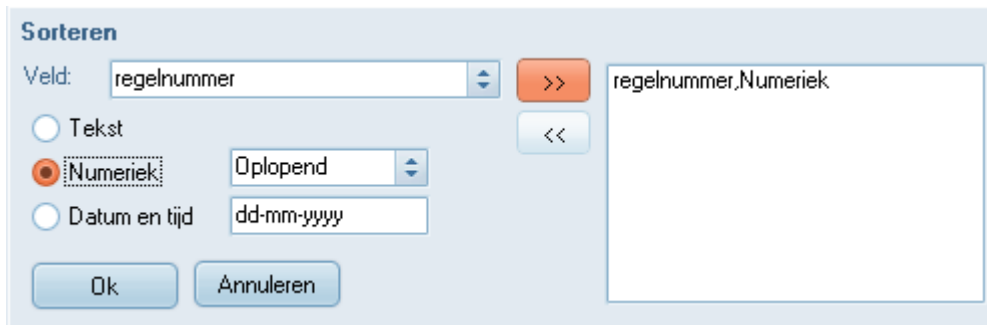 Sorteren
Veld: regelnummer >> regelnummer,Numeriek
Tekst <<
Numeriek Oplopend
Datum en tijd dd-mm-yyyy
Ok Annuleren